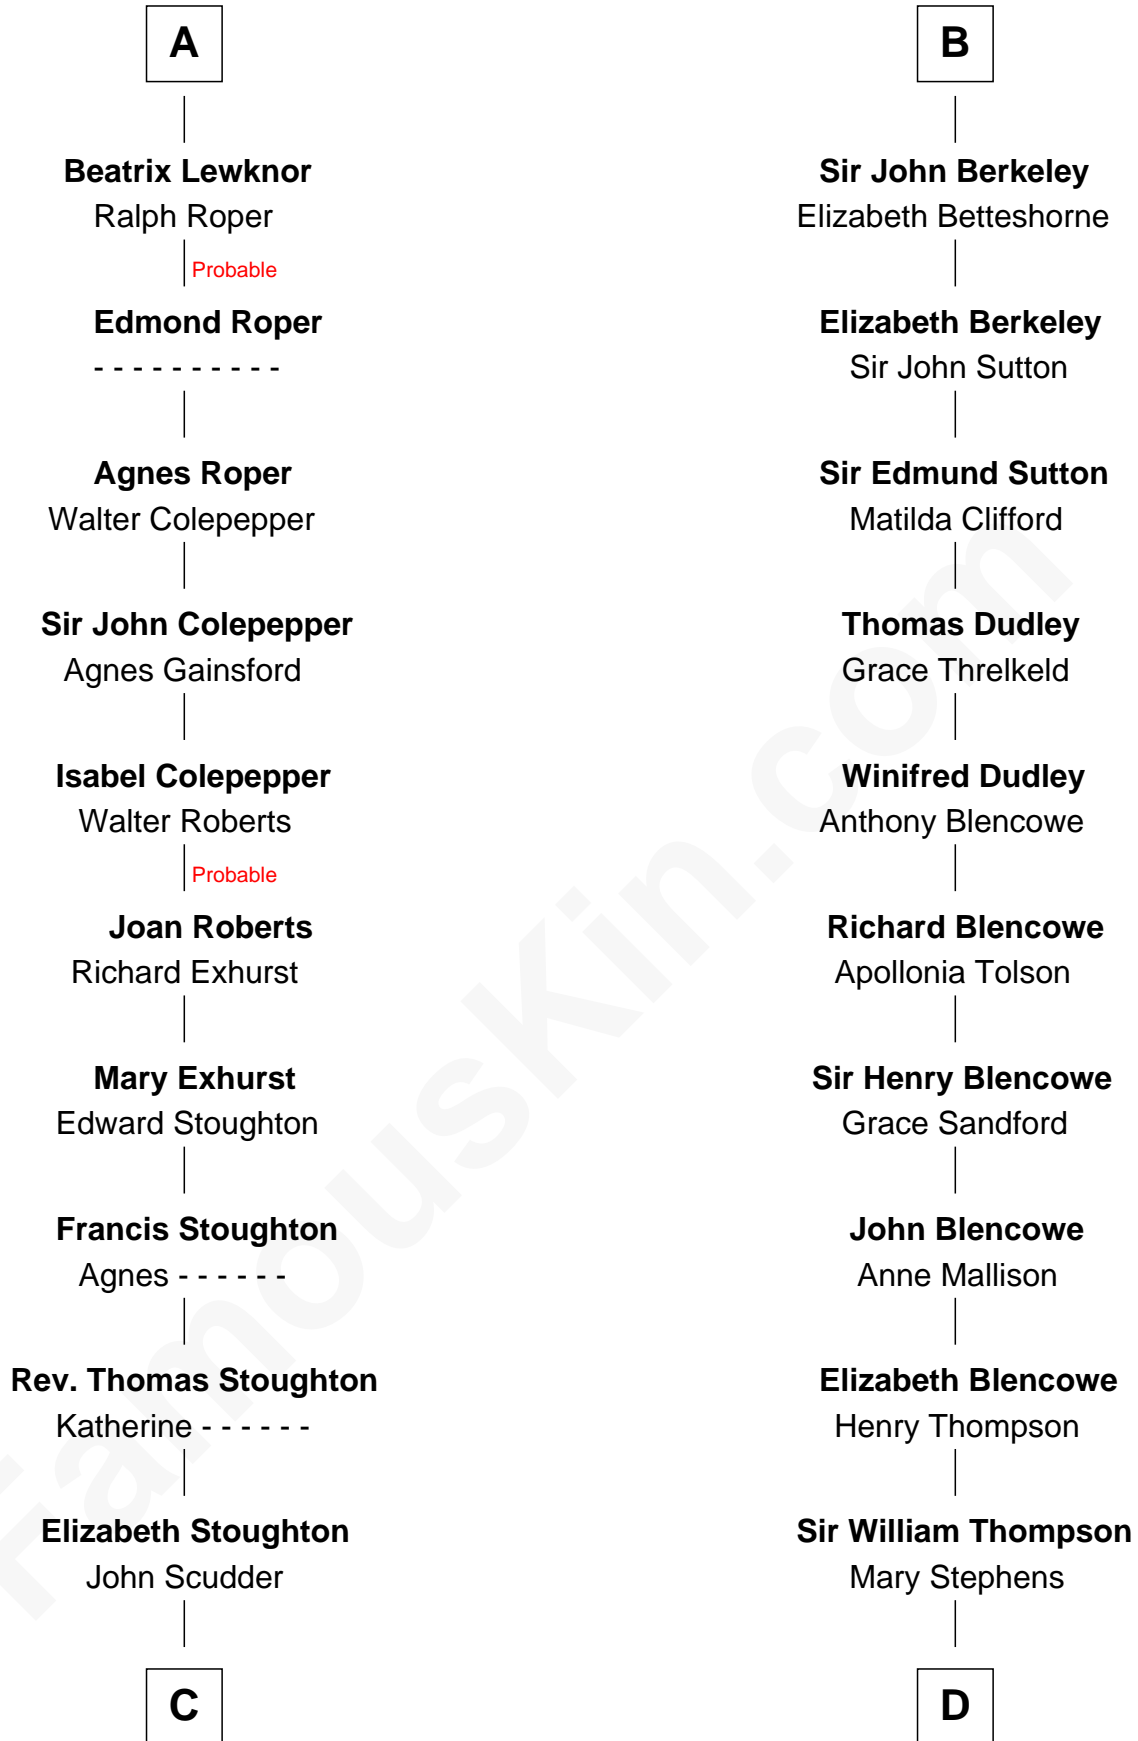 A
Beatrix Lewknor
Ralph Roper
Probable
Edmond Roper
- - - - - - - - - -
Agnes Roper
Walter Colepepper
Sir John Colepepper
Agnes Gainsford
Isabel Colepepper
Walter Roberts
Probable
Joan Roberts
Richard Exhurst
Mary Exhurst
Edward Stoughton
Francis Stoughton
Agnes - - - - - -
Rev. Thomas Stoughton
Katherine - - - - - -
Elizabeth Stoughton
John Scudder
C
B
Sir John Berkeley
Elizabeth Betteshorne
Elizabeth Berkeley
Sir John Sutton
Sir Edmund Sutton
Matilda Clifford
Thomas Dudley
Grace Threlkeld
Winifred Dudley
Anthony Blencowe
Richard Blencowe
Apollonia Tolson
Sir Henry Blencowe
Grace Sandford
John Blencowe
Anne Mallison
Elizabeth Blencowe
Henry Thompson
Sir William Thompson
Mary Stephens
D
FamousKin.com